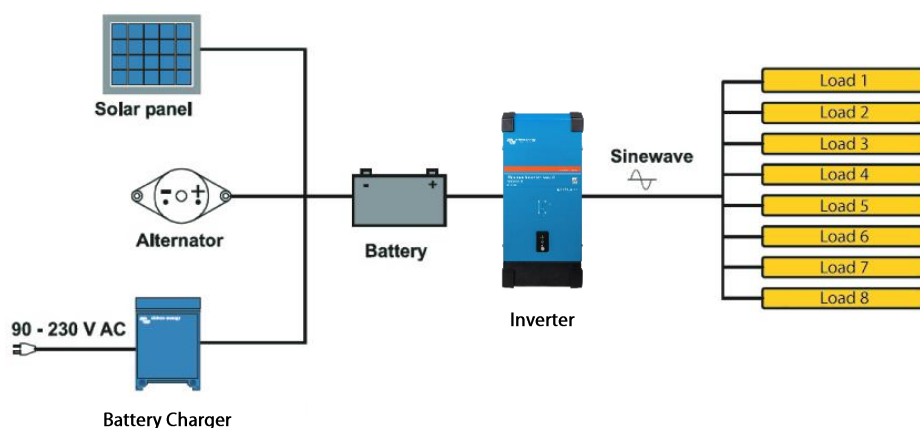 Solar panel
- +
Alternator
90 - 230 V AC
Battery Charger
- +
Battery
Inverter
Sinewave
Load 1
Load 2
Load 3
Load 4
Load 5
Load 6
Load 7
Load 8